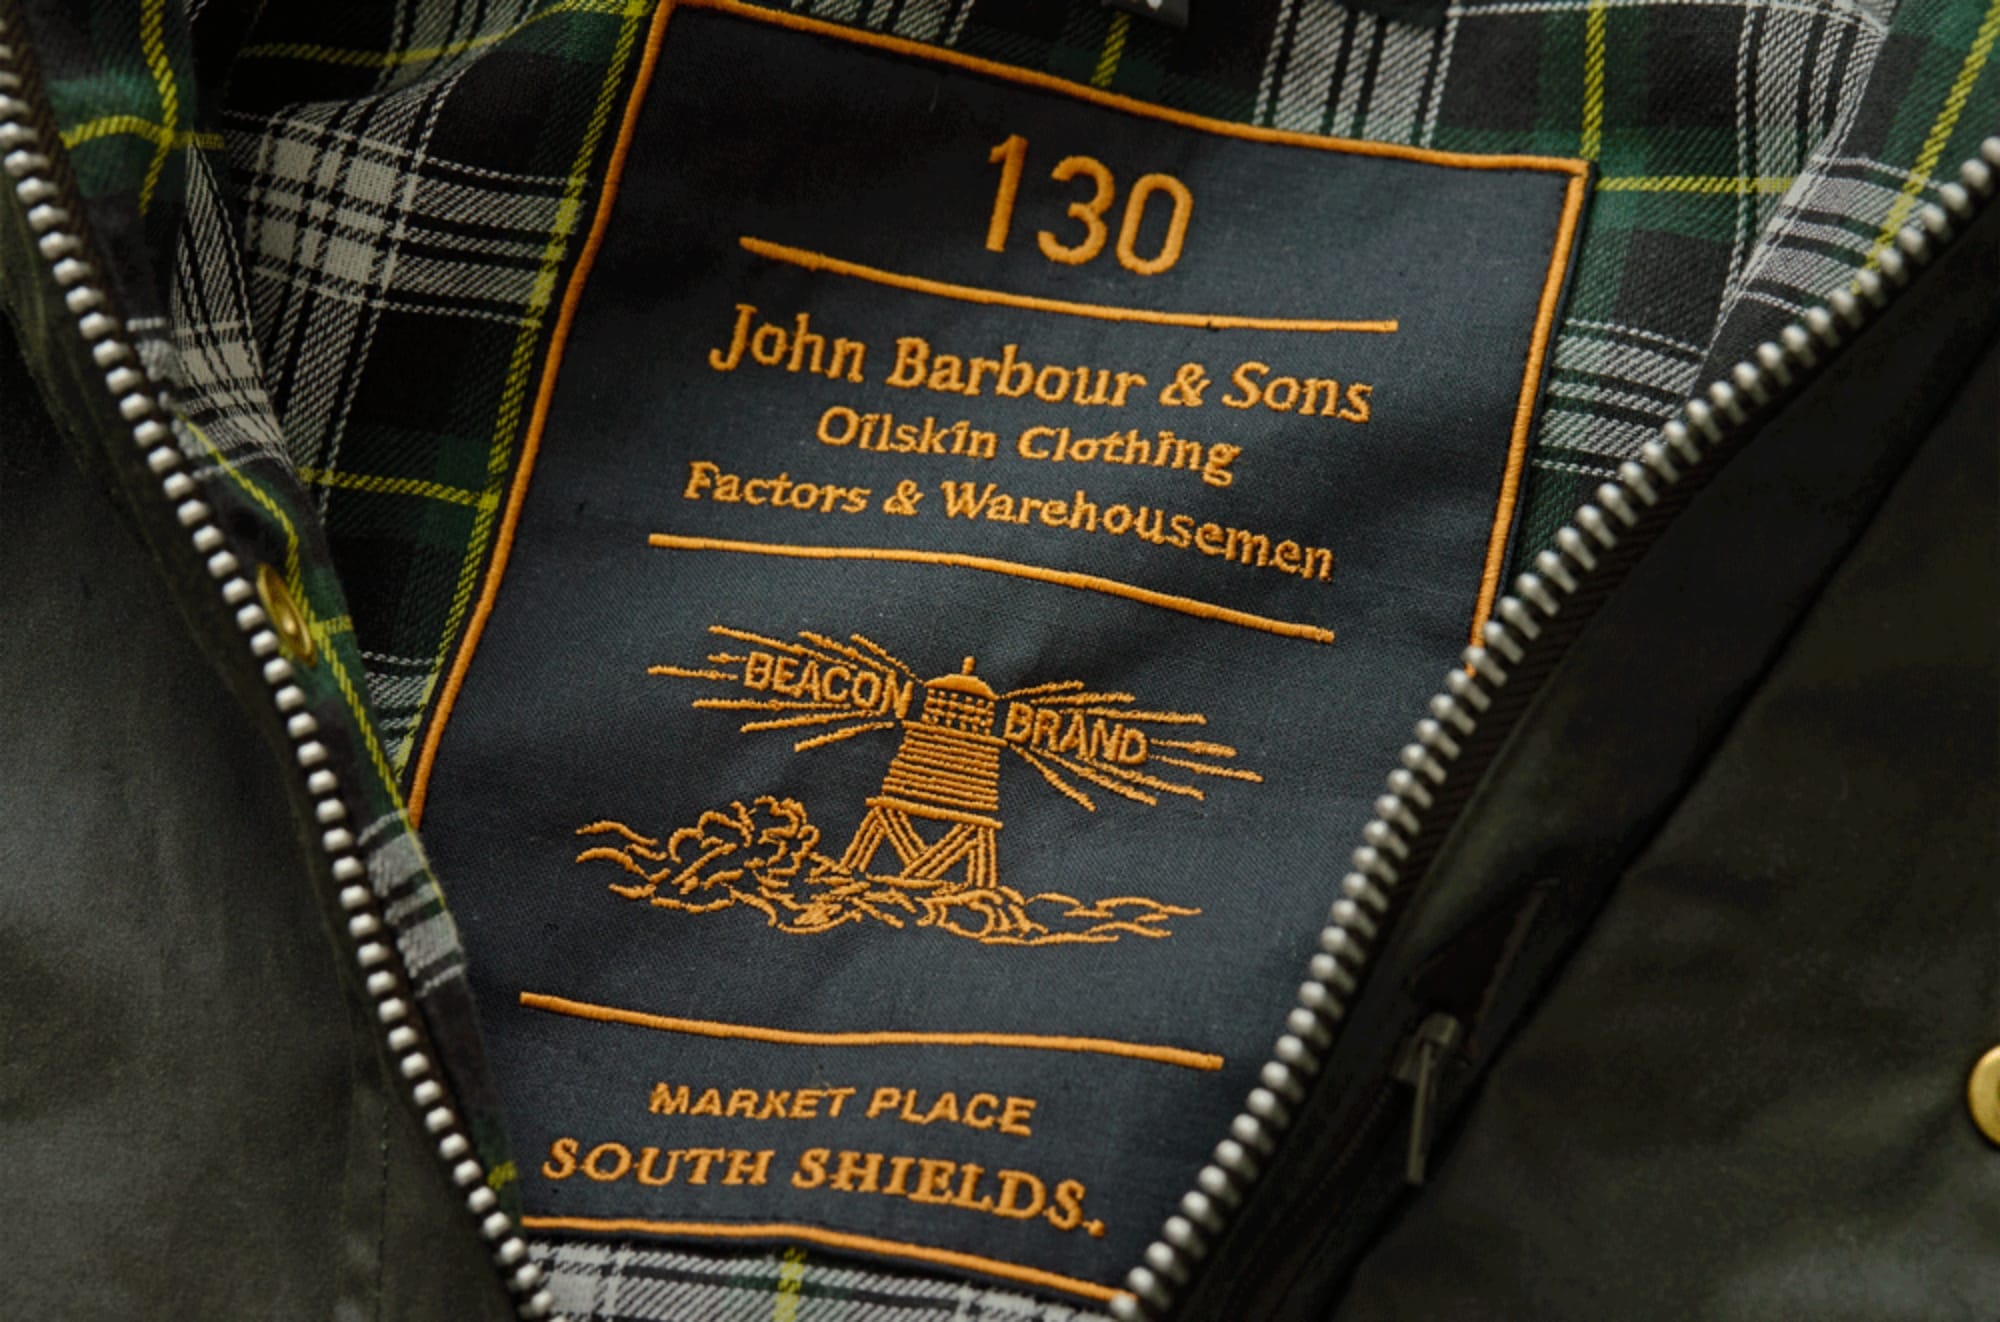 130
John Barbour & Sons
Oilskin Clothing
Factors & Warehousemen
BEACON BRAND
MARKET PLACE
SOUTH SHIELDS.